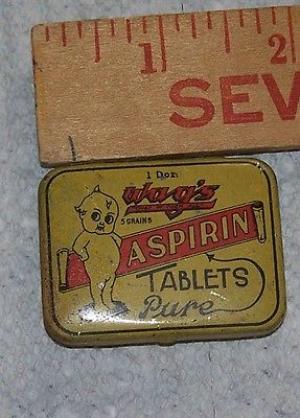 1 2
SEV
1 Doz.
Wag's
5 GRAINS
ASPIRIN
TABLETS
Pure